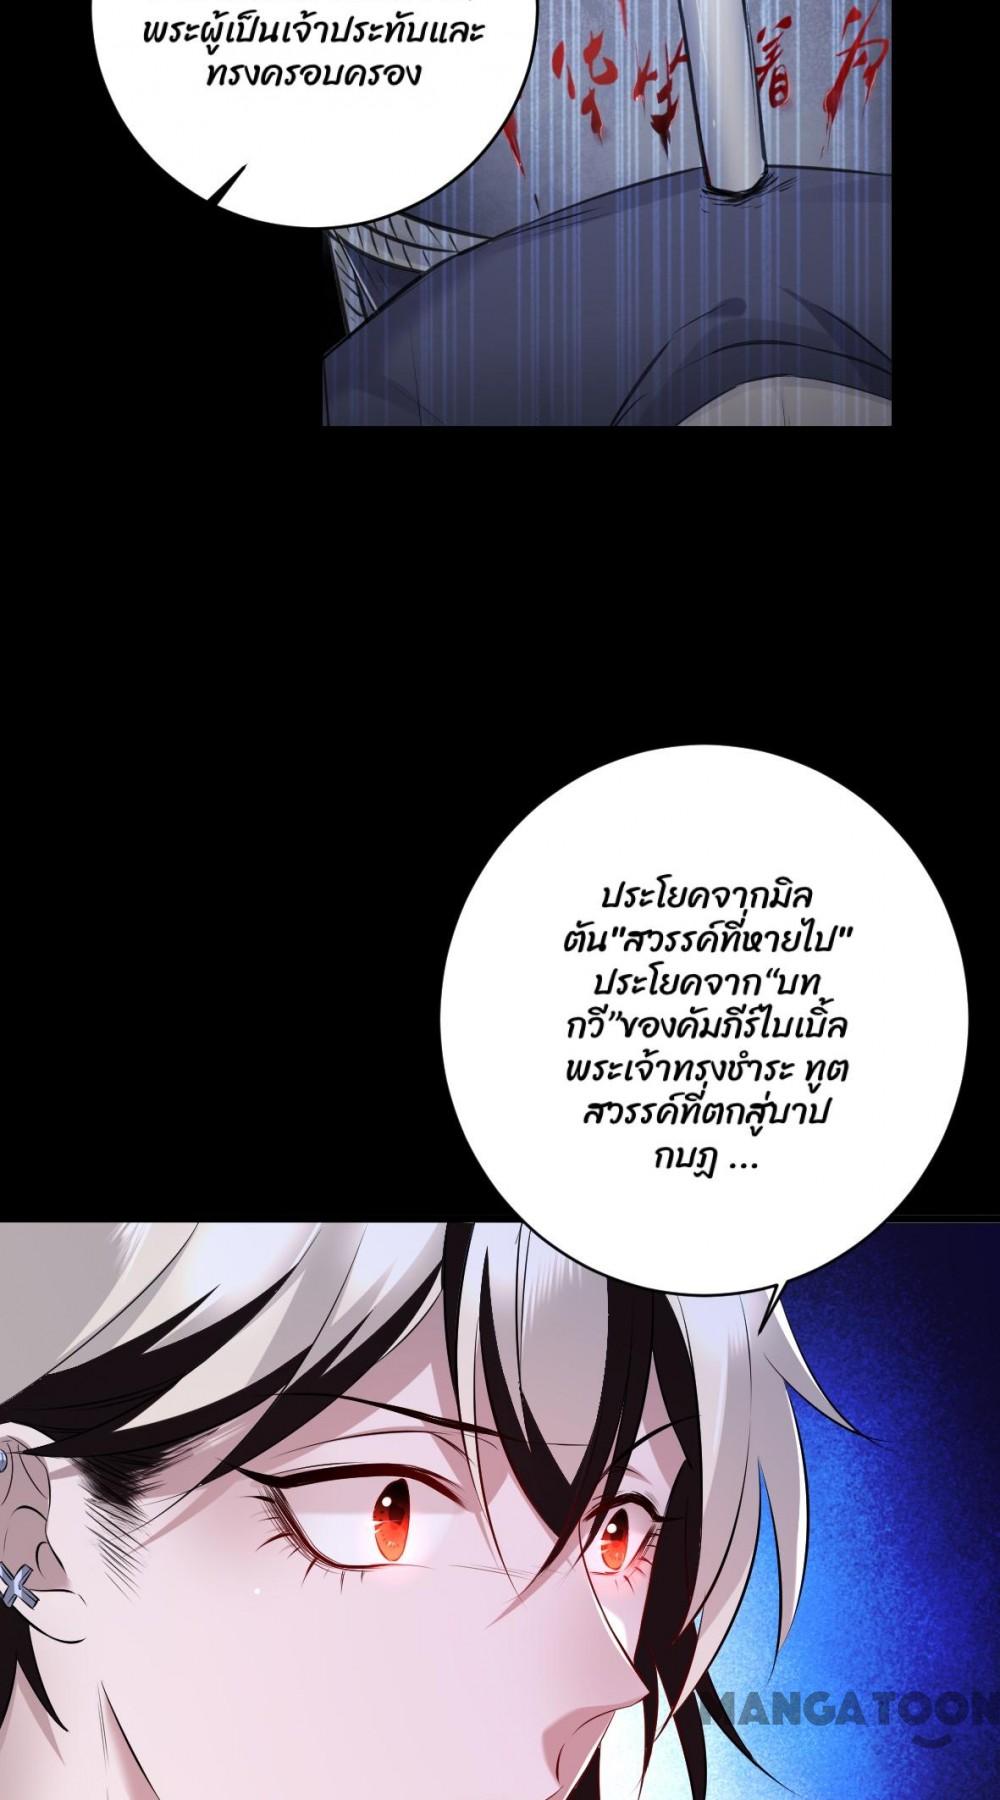 พระผู้เป็นเจ้าประทับและ
ทรงครอบครอง
坐着
ประโยคจากมิล
ตัน"สวรรค์ที่หายไป"
ประโยคจาก“บท
กวี”ของคัมภีร์ไบเบิ้ล
พระเจ้าทรงชำระ ทูต
สวรรค์ที่ตกสู่บาป
กบฏ ...
MANGATOON